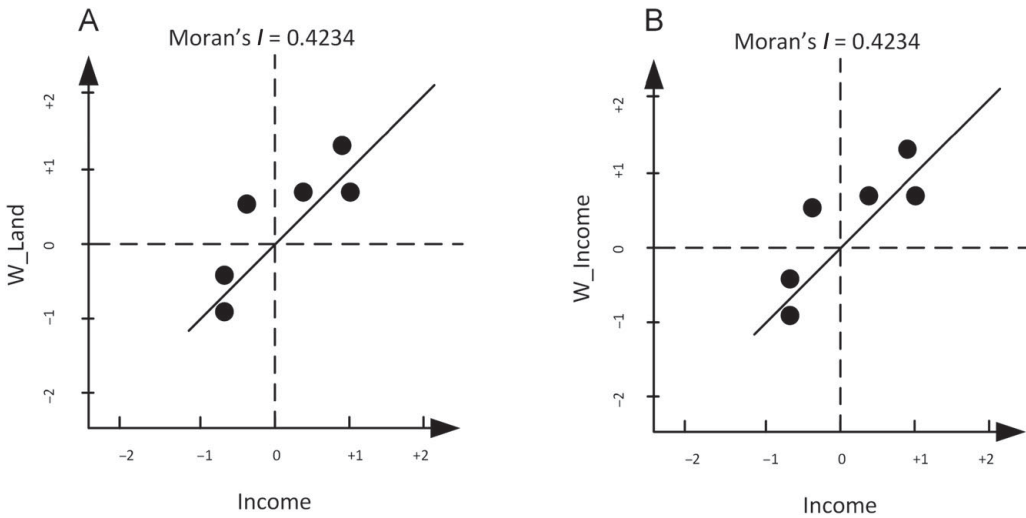 A
Moran's I = 0.4234
+2
+1
0
−1
−2
W_Land
−2 −1 0 +1 +2
Income
B
Moran's I = 0.4234
+2
+1
0
−1
−2
W_Income
−2 −1 0 +1 +2
Income